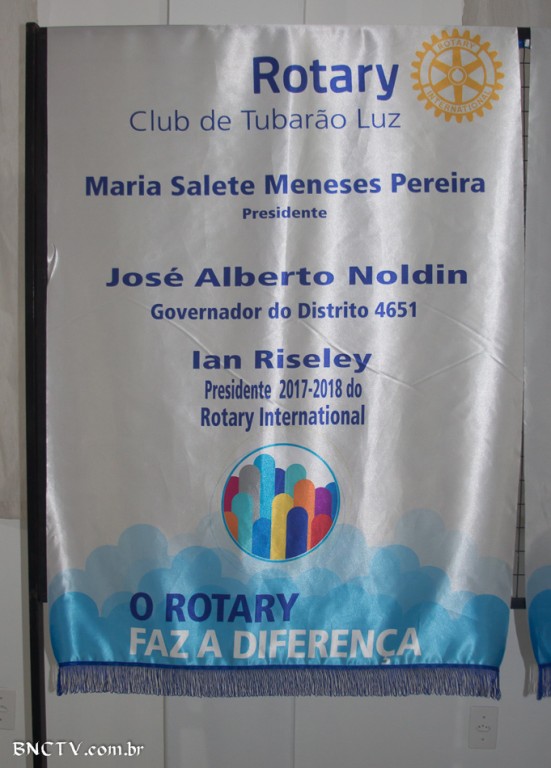 Rotary
ROTARY
INTERNATIONAL
Club de Tubarão Luz
Maria Salete Meneses Pereira
Presidente
José Alberto Noldin
Governador do Distrito 4651
Ian Riseley
Presidente 2017-2018 do
Rotary International
O ROTARY
FAZ A DIFERENÇA
BNCTV.com.br